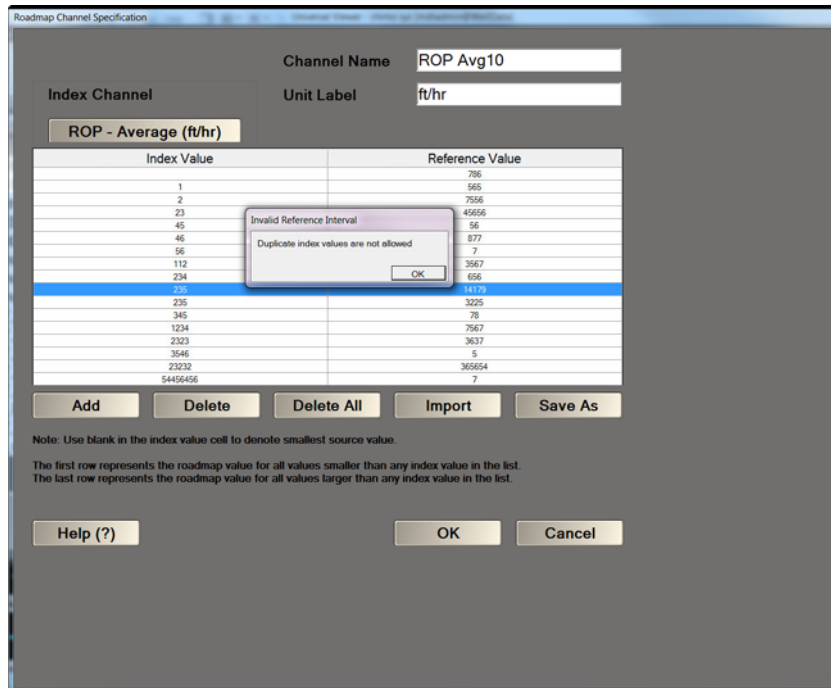 Roadmap Channel Specification
Channel Name ROP Avg10
Index Channel Unit Label ft/hr
ROP - Average (ft/hr)
Index Value Reference Value
786
1 565
2 7556
23 45656
45 56
46 877
56 7
112 3567
234 656
235 14179
235 3225
345 78
1234 7567
2323 3637
3546 5
23232 365654
54456456 7
Invalid Reference Interval
Duplicate index values are not allowed
OK
Add Delete Delete All Import Save As
Note: Use blank in the index value cell to denote smallest source value.
The first row represents the roadmap value for all values smaller than any index value in the list.
The last row represents the roadmap value for all values larger than any index value in the list.
Help (?) OK Cancel